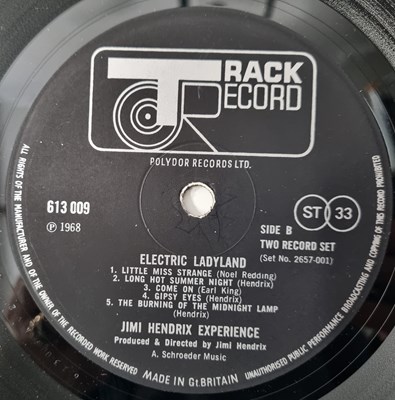 TRACK
RECORD
POLYDOR RECORDS LTD.
613 009
℗ 1968
SIDE B
ST 33
TWO RECORD SET
(Set No. 2657-001)
ELECTRIC LADYLAND
1. LITTLE MISS STRANGE (Noel Redding)
2. LONG HOT SUMMER NIGHT (Hendrix)
3. COME ON (Earl King)
4. GIPSY EYES (Hendrix)
5. THE BURNING OF THE MIDNIGHT LAMP
(Hendrix)
JIMI HENDRIX EXPERIENCE
Produced & Directed by Jimi Hendrix
A. Schroeder Music
ALL RIGHTS OF THE MANUFACTURER AND OF THE OWNER OF THE RECORDED WORK RESERVED
MADE IN Gt.BRITAIN
UNAUTHORISED PUBLIC PERFORMANCE BROADCASTING AND COPYING OF THIS RECORD PROHIBITED